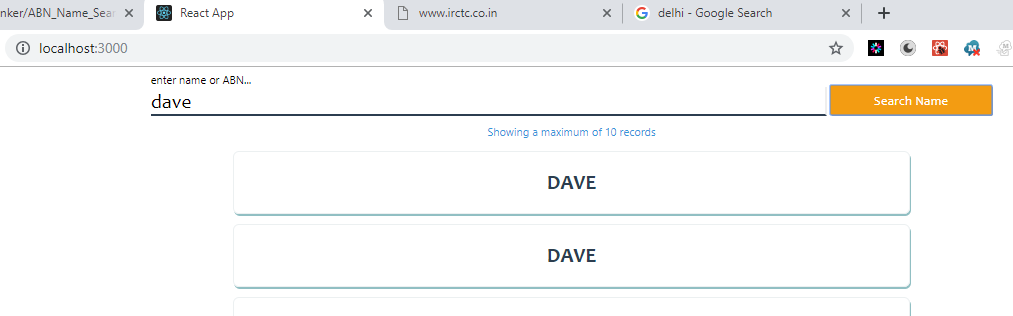 nker/ABN_Name_Sear
React App
www.irctc.co.in
delhi - Google Search
localhost:3000
enter name or ABN...
dave
Search Name
Showing a maximum of 10 records
DAVE
DAVE